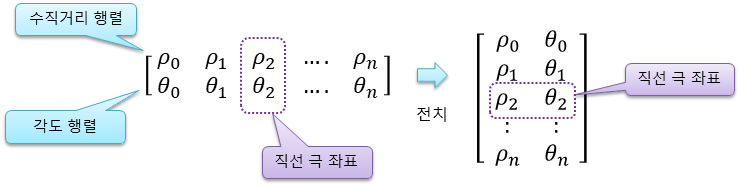 수직거리 행렬
ρ₀ ρ₁ ρ₂ .... ρₙ
θ₀ θ₁ θ₂ .... θₙ
각도 행렬
직선 극 좌표
전치
ρ₀ θ₀
ρ₁ θ₁
ρ₂ θ₂
⋮ ⋮
ρₙ θₙ
직선 극 좌표